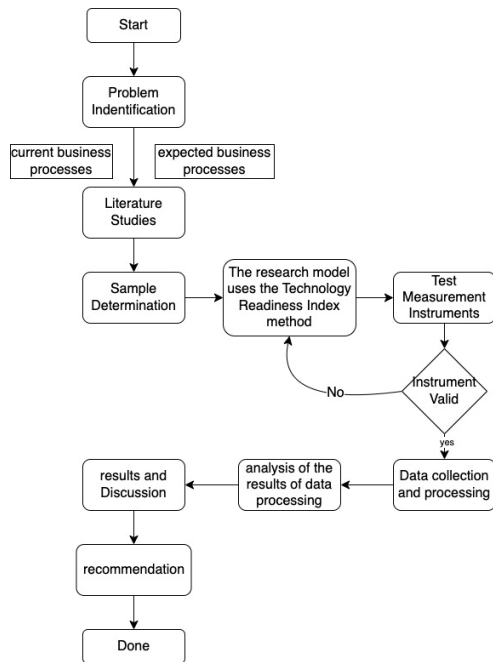 Start
Problem
Indentification
current business
processes
expected business
processes
Literature
Studies
Sample
Determination
The research model
uses the Technology
Readiness Index
method
Test
Measurement
Instruments
Instrument
Valid
No
yes
Data collection
and processing
analysis of the
results of data
processing
results and
Discussion
recommendation
Done